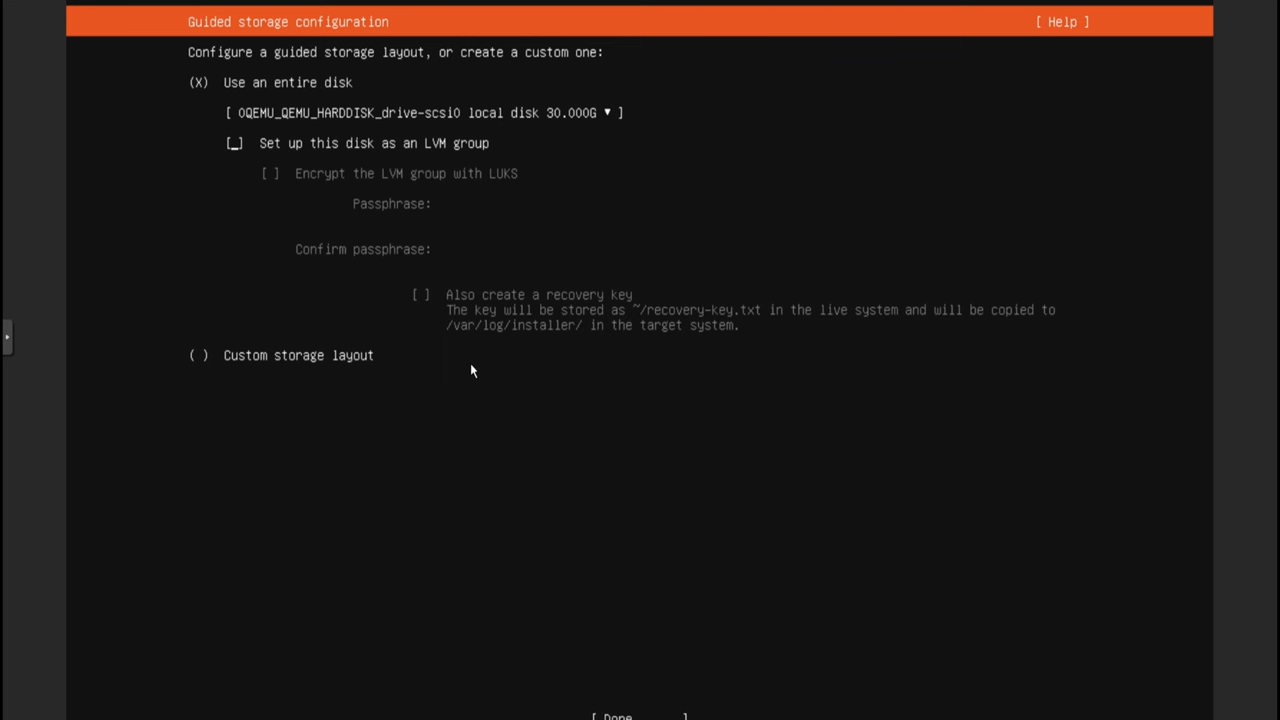 Guided storage configuration [ Help ]
Configure a guided storage layout, or create a custom one:
(X) Use an entire disk
[ 0QEMU_QEMU_HARDDISK_drive-scsi0 local disk 30.000G ▾ ]
[_] Set up this disk as an LVM group
[ ] Encrypt the LVM group with LUKS
Passphrase:
Confirm passphrase:
[ ] Also create a recovery key
The key will be stored as ~/recovery-key.txt in the live system and will be copied to
/var/log/installer/ in the target system.
( ) Custom storage layout
[ Done ]